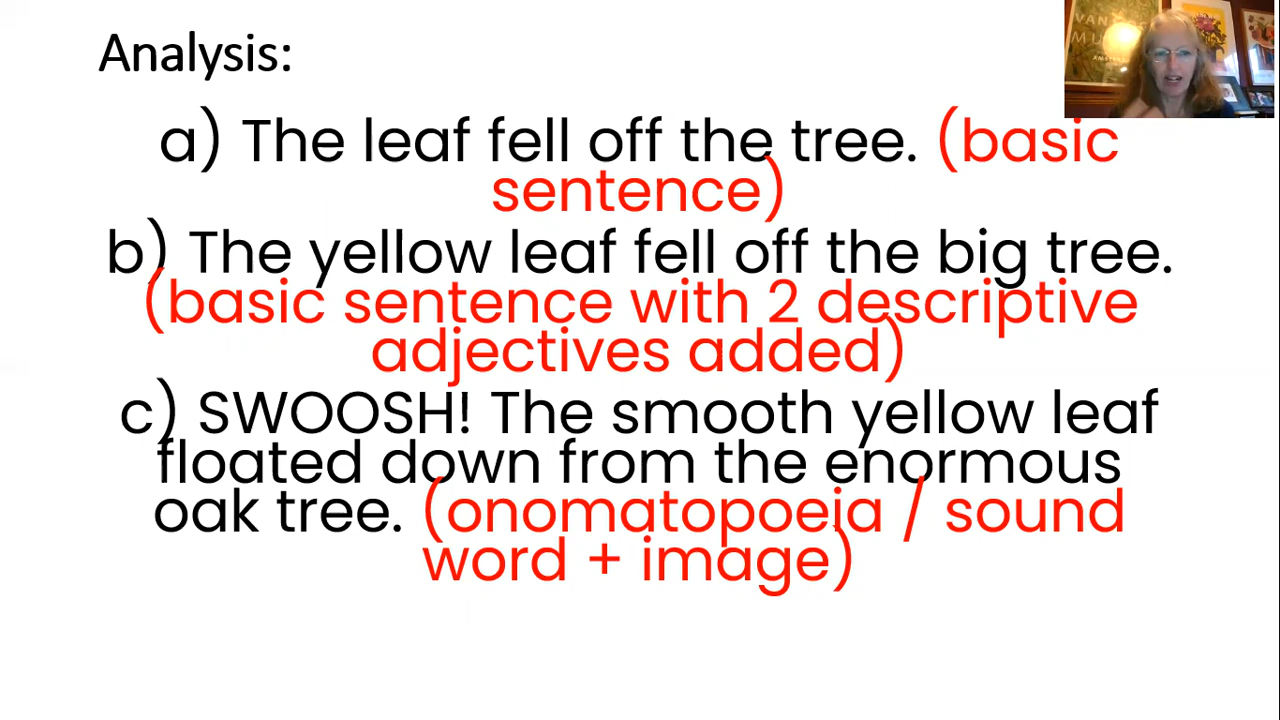 Analysis:
a) The leaf fell off the tree. (basic
sentence)
b) The yellow leaf fell off the big tree.
(basic sentence with 2 descriptive
adjectives added)
c) SWOOSH! The smooth yellow leaf
floated down from the enormous
oak tree. (onomatopoeia / sound
word + image)